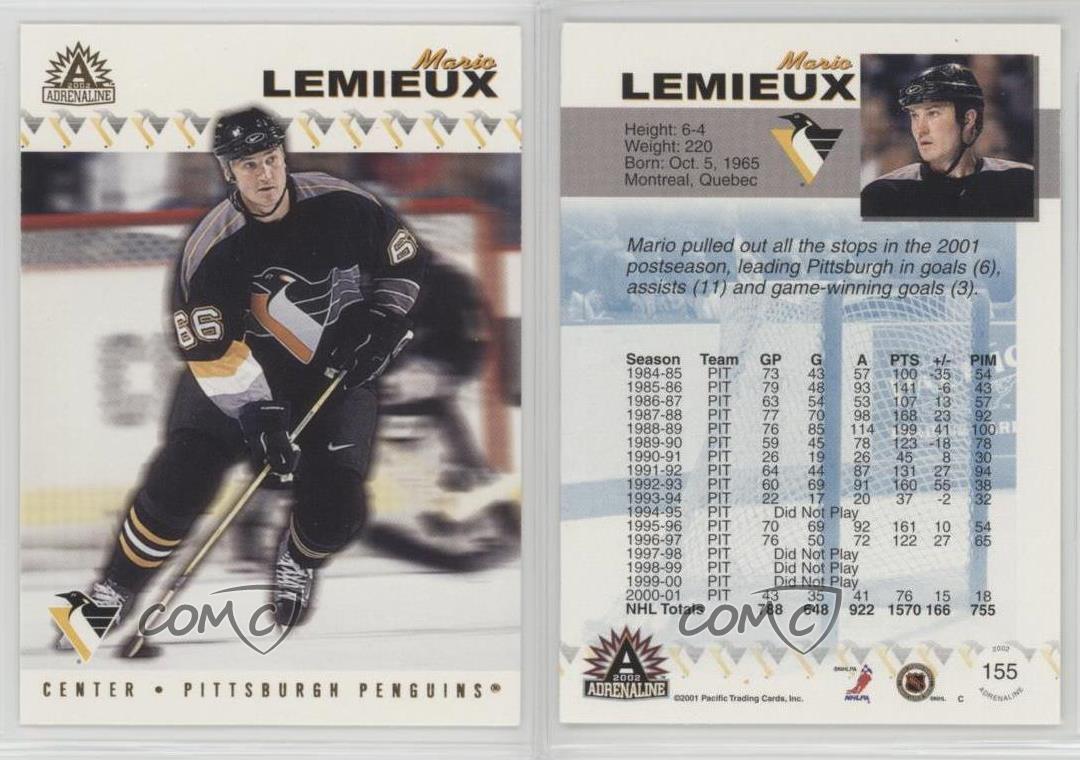 A
2002
ADRENALINE
Mario
LEMIEUX
66
66
COMC
CENTER • PITTSBURGH PENGUINS®
Mario
LEMIEUX
Height: 6-4
Weight: 220
Born: Oct. 5, 1965
Montreal, Quebec
Mario pulled out all the stops in the 2001
postseason, leading Pittsburgh in goals (6),
assists (11) and game-winning goals (3).
Season Team GP G A PTS +/- PIM
1984-85 PIT 73 43 57 100 -35 54
1985-86 PIT 79 48 93 141 -6 43
1986-87 PIT 63 54 53 107 13 57
1987-88 PIT 77 70 98 168 23 92
1988-89 PIT 76 85 114 199 41 100
1989-90 PIT 59 45 78 123 -18 78
1990-91 PIT 26 19 26 45 8 30
1991-92 PIT 64 44 87 131 27 94
1992-93 PIT 60 69 91 160 55 38
1993-94 PIT 22 17 20 37 -2 32
1994-95 PIT Did Not Play
1995-96 PIT 70 69 92 161 10 54
1996-97 PIT 76 50 72 122 27 65
1997-98 PIT Did Not Play
1998-99 PIT Did Not Play
1999-00 PIT Did Not Play
2000-01 PIT 43 35 41 76 15 18
NHL Totals 788 648 922 1570 166 755
COMC
A
2002
ADRENALINE
©2001 Pacific Trading Cards, Inc.
©NHLPA
NHLPA
©NHL
C
2002
155
ADRENALINE